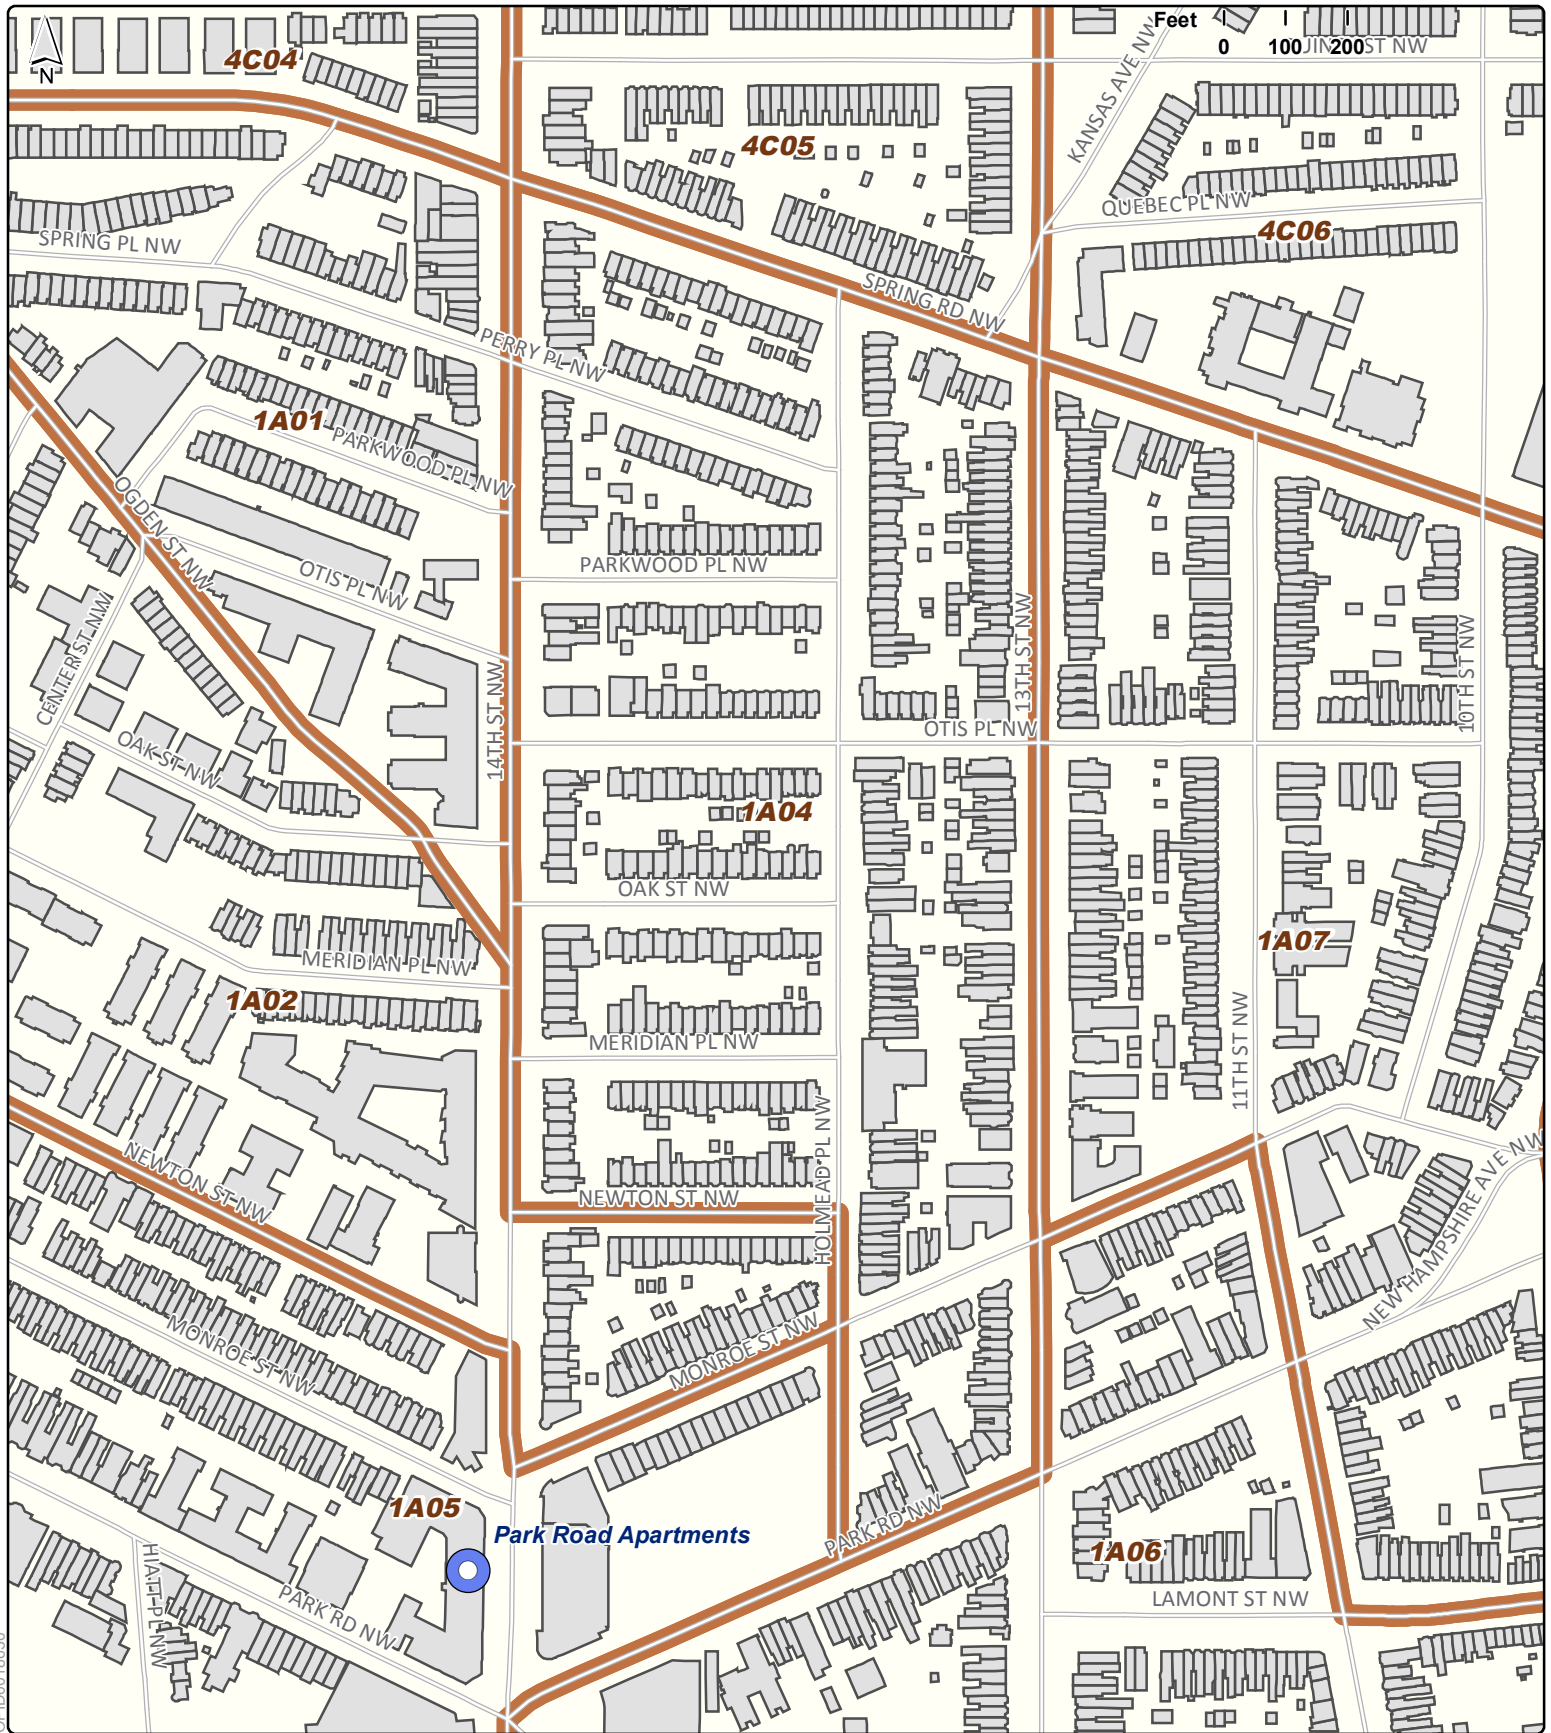 Feet
0 100 200
N
4C04
ST NW
KANSAS AVE NW
4C05
QUEBEC PL NW
4C06
SPRING PL NW
SPRING RD NW
PERRY PL NW
1A01
PARKWOOD PL NW
OGDEN ST NW
OTIS PL NW
PARKWOOD PL NW
CENTER ST NW
13TH ST NW
10TH ST NW
14TH ST NW
OTIS PL NW
OAK ST NW
1A04
OAK ST NW
1A07
MERIDIAN PL NW
1A02
MERIDIAN PL NW
11TH ST NW
HOLMEAD PL NW
NEWTON ST NW
NEWTON ST NW
NEW HAMPSHIRE AVE NW
MONROE ST NW
MONROE ST NW
1A05
Park Road Apartments
PARK RD NW
1A06
HIATT PL NW
PARK RD NW
LAMONT ST NW